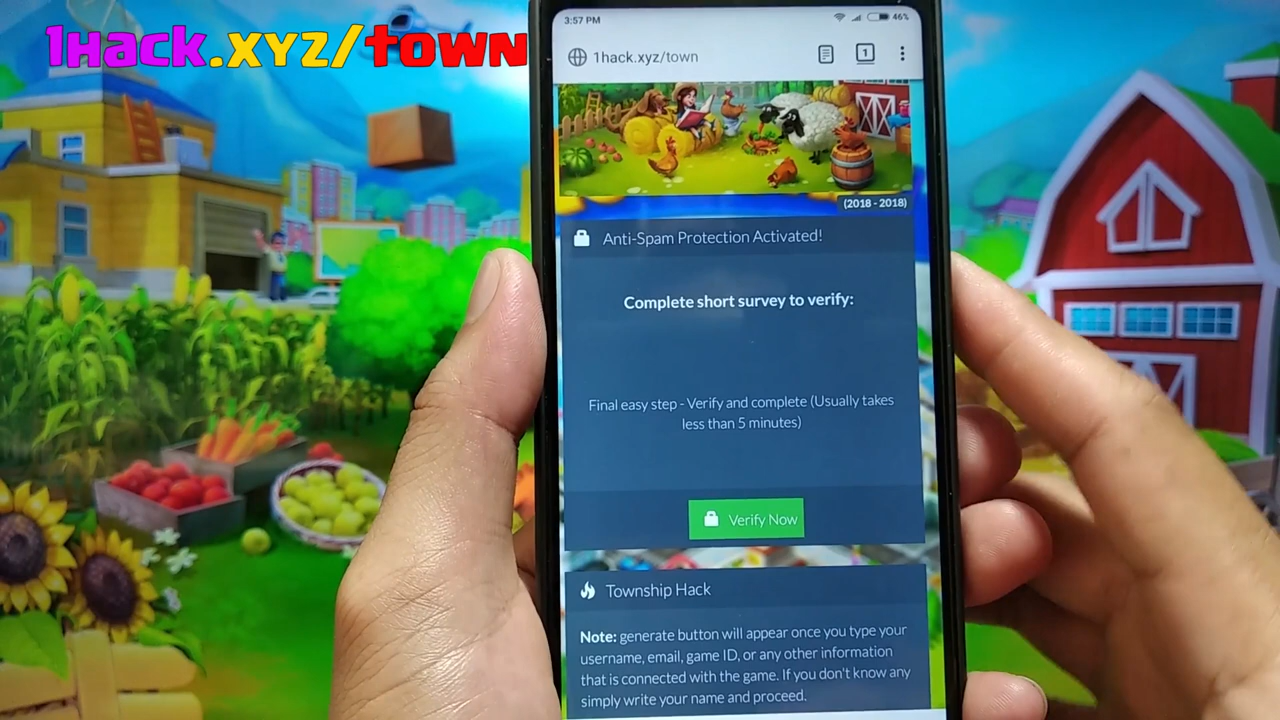 1Hack.xyz/town
3:57 PM
46%
1hack.xyz/town
1
(2018 - 2018)
Anti-Spam Protection Activated!
Complete short survey to verify:
Final easy step - Verify and complete (Usually takes
less than 5 minutes)
Verify Now
Township Hack
Note: generate button will appear once you type your
username, email, game ID, or any other information
that is connected with the game. If you don't know any
simply write your name and proceed.